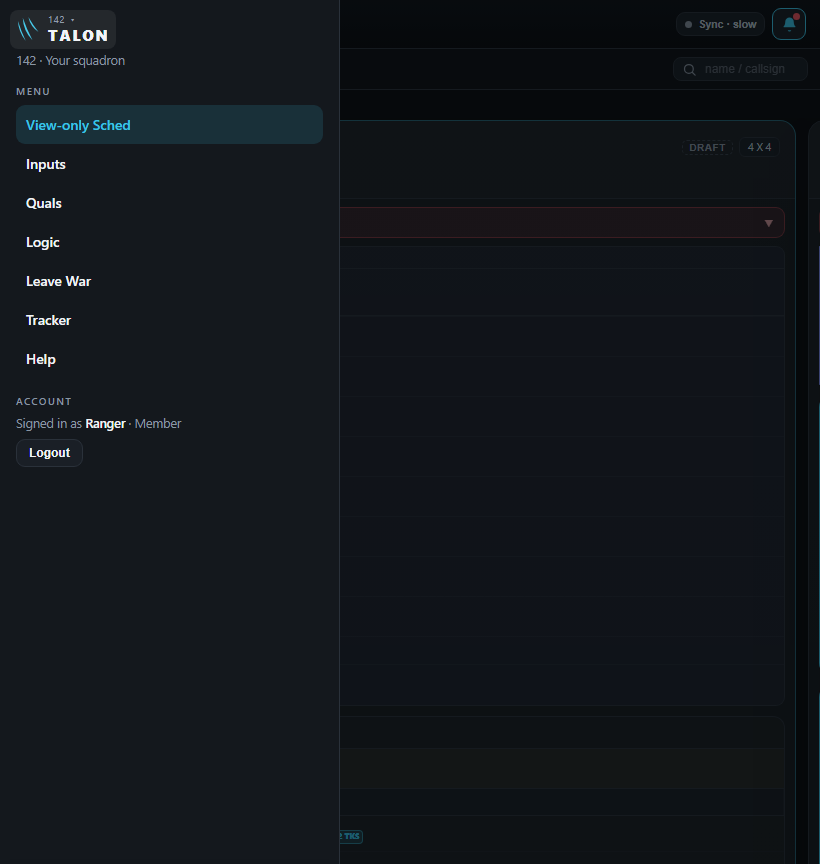 142
TALON
142 · Your squadron
MENU
View-only Sched
Inputs
Quals
Logic
Leave War
Tracker
Help
ACCOUNT
Signed in as Ranger · Member
Logout
Sync · slow
name / callsign
DRAFT
4 X 4
TKS